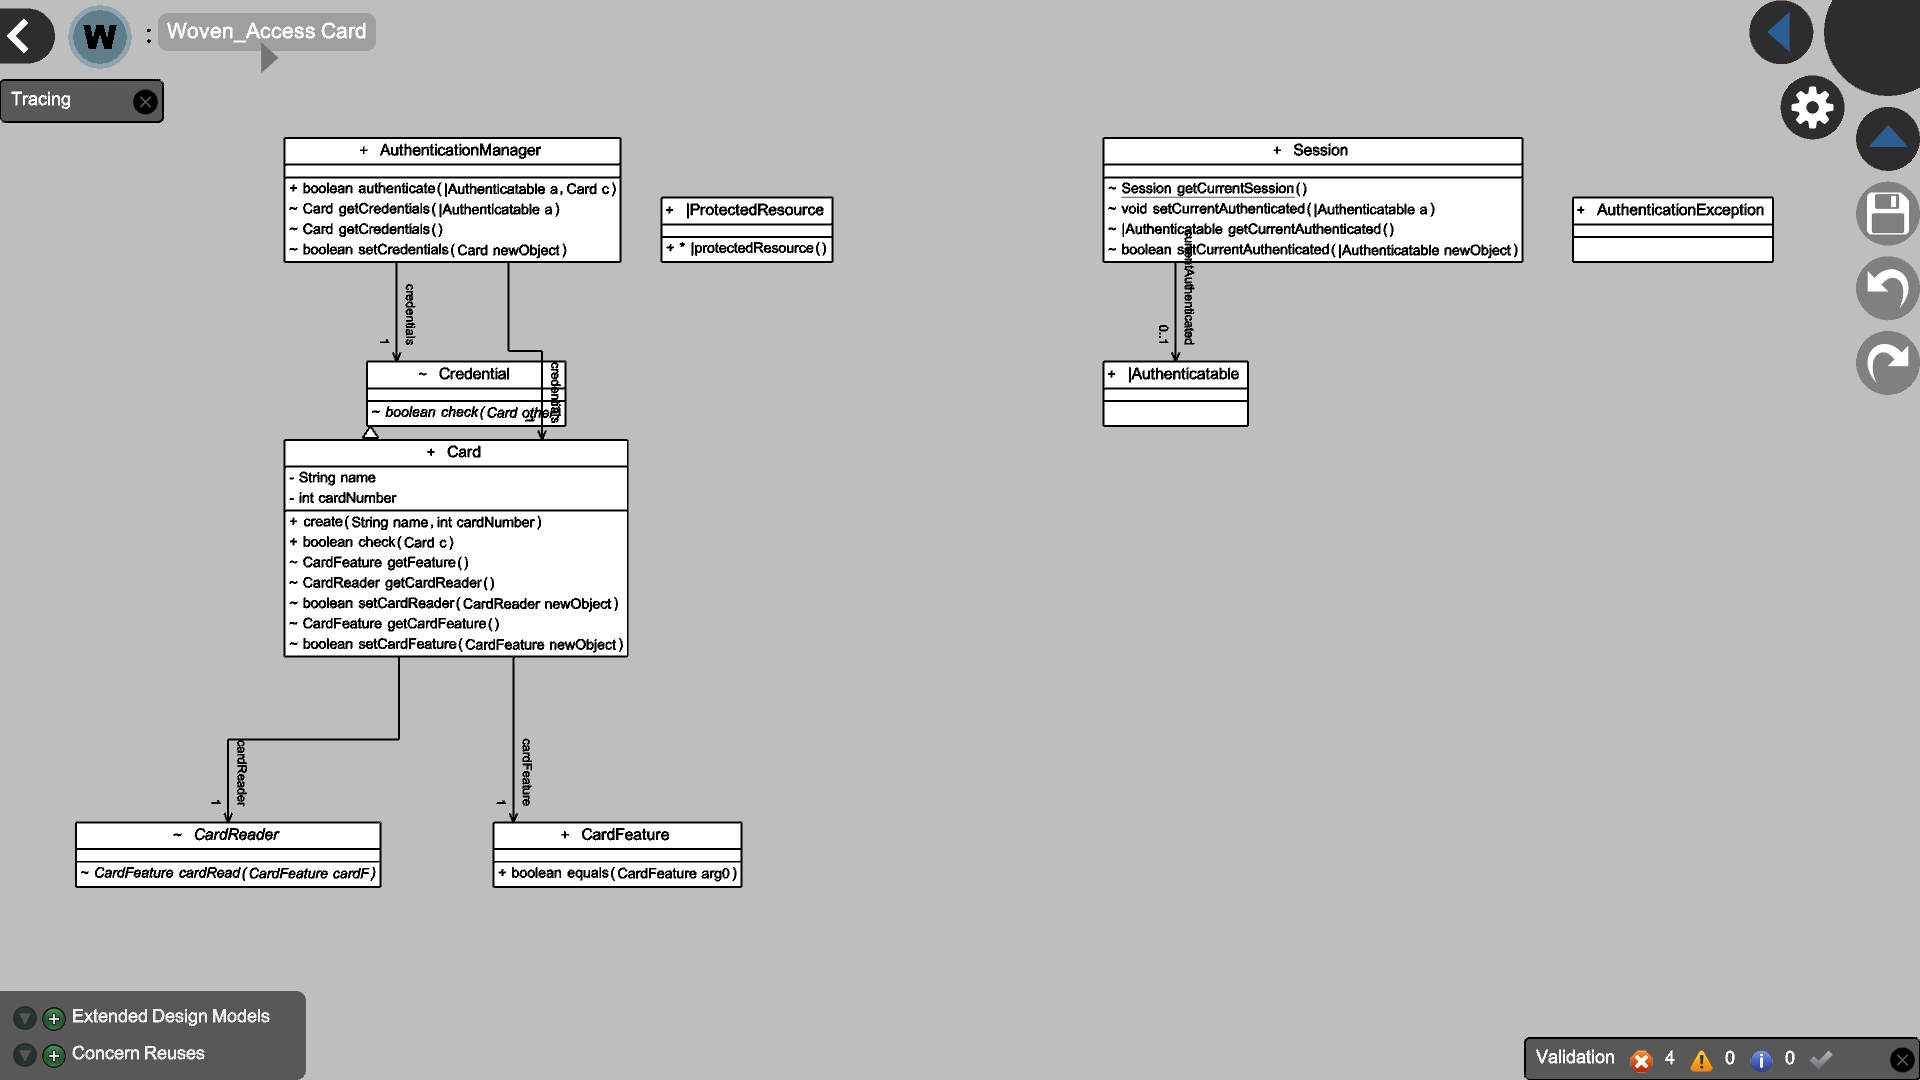 W : Woven_Access Card
Tracing
+ AuthenticationManager
+ boolean authenticate(|Authenticatable a, Card c)
~ Card getCredentials(|Authenticatable a)
~ Card getCredentials()
~ boolean setCredentials(Card newObject)
+ |ProtectedResource
+ * |protectedResource()
+ Session
~ Session getCurrentSession()
~ void setCurrentAuthenticated(|Authenticatable a)
~ |Authenticatable getCurrentAuthenticated()
~ boolean setCurrentAuthenticated(|Authenticatable newObject)
+ AuthenticationException
credentials
1
currentAuthenticated
0..1
~ Credential
~ boolean check(Card other
credentials
1
+ |Authenticatable
+ Card
- String name
- int cardNumber
+ create(String name, int cardNumber)
+ boolean check(Card c)
~ CardFeature getFeature()
~ CardReader getCardReader()
~ boolean setCardReader(CardReader newObject)
~ CardFeature getCardFeature()
~ boolean setCardFeature(CardFeature newObject)
cardReader
1
cardFeature
1
~ CardReader
~ CardFeature cardRead(CardFeature cardF)
+ CardFeature
+ boolean equals(CardFeature arg0)
Extended Design Models
Concern Reuses
Validation 4 0 0